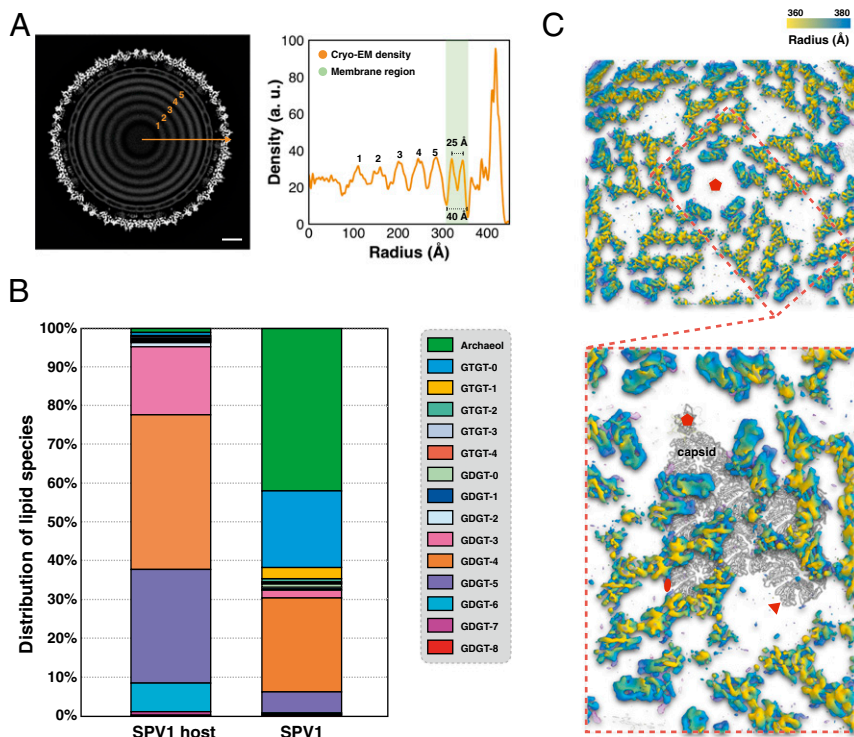 A
1
2
3
4
5
100
80
60
40
20
0
Density (a. u.)
Cryo-EM density
Membrane region
1
2
3
4
5
25 Å
40 Å
0
100
200
300
400
Radius (Å)
B
100%
90%
80%
70%
60%
50%
40%
30%
20%
10%
0%
Distribution of lipid species
SPV1 host
SPV1
Archaeol
GTGT-0
GTGT-1
GTGT-2
GTGT-3
GTGT-4
GDGT-0
GDGT-1
GDGT-2
GDGT-3
GDGT-4
GDGT-5
GDGT-6
GDGT-7
GDGT-8
C
360 380
Radius (Å)
capsid